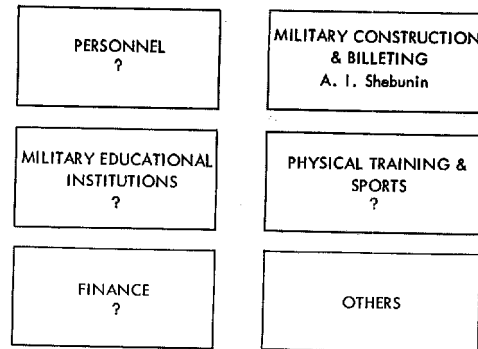 PERSONNEL
?
MILITARY CONSTRUCTION
& BILLETING
A. I. Shebunin
MILITARY EDUCATIONAL
INSTITUTIONS
?
PHYSICAL TRAINING &
SPORTS
?
FINANCE
?
OTHERS